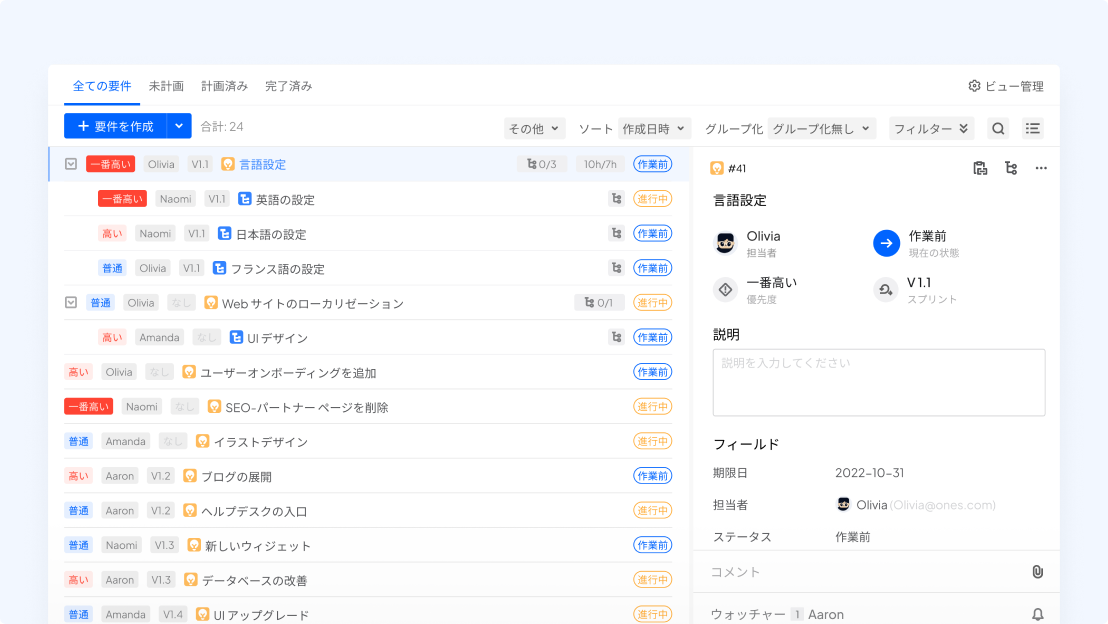 全ての要件 未計画 計画済み 完了済み ビュー管理
+ 要件を作成 合計: 24 その他 ソート 作成日時 グループ化 グループ化無し フィルター
一番高い Olivia V1.1 言語設定 0/3 10h/7h 作業前
一番高い Naomi V1.1 英語の設定 進行中
高い Naomi V1.1 日本語の設定 作業前
普通 Olivia V1.1 フランス語の設定 作業前
普通 Olivia なし Web サイトのローカリゼーション 0/1 進行中
高い Amanda なし UI デザイン 作業前
高い Olivia なし ユーザーオンボーディングを追加 作業前
一番高い Naomi なし SEO-パートナーページを削除 進行中
普通 Amanda なし イラストデザイン 進行中
高い Aaron V1.2 ブログの展開 作業前
普通 Aaron V1.2 ヘルプデスクの入口 進行中
普通 Naomi V1.3 新しいウィジェット 作業前
高い Aaron V1.3 データベースの改善 進行中
普通 Amanda V1.4 UI アップグレード 進行中
#41
言語設定
Olivia 作業前
担当者 現在の状態
一番高い V1.1
優先度 スプリント
説明
説明を入力してください
フィールド
期限日 2022-10-31
担当者 Olivia (Olivia@ones.com)
ステータス 作業前
コメント
ウォッチャー 1 Aaron